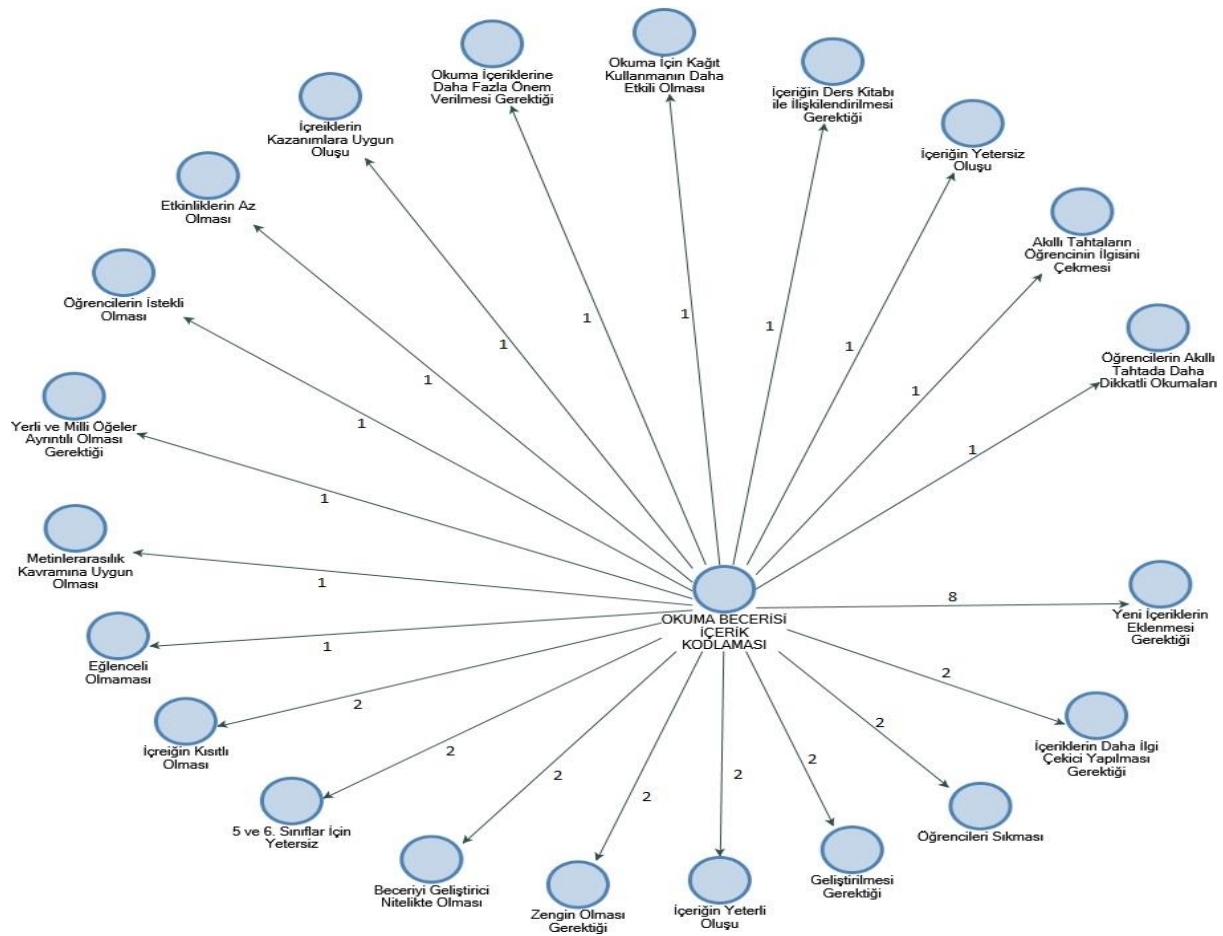 Okuma İçeriklerine
Daha Fazla Önem
Verilmesi Gerektiği
Okuma İçin Kağıt
Kullanmanın Daha
Etkili Olması
İçeriğin Ders Kitabı
ile İlişkilendirilmesi
Gerektiği
İçreiklerin
Kazanımlara Uygun
Oluşu
İçeriğin Yetersiz
Oluşu
Etkinliklerin Az
Olması
Akıllı Tahtaların
Öğrencinin İlgisini
Çekmesi
Öğrencilerin İstekli
Olması
Öğrencilerin Akıllı
Tahtada Daha
Dikkatli Okumaları
Yerli ve Milli Öğeler
Ayrıntılı Olması
Gerektiği
Metinlerarasılık
Kavramına Uygun
Olması
Eğlenceli
Olmaması
OKUMA BECERİSİ
İÇERİK
KODLAMASI
Yeni İçeriklerin
Eklenmesi
Gerektiği
İçreiğin Kısıtlı
Olması
İçeriklerin Daha İlgi
Çekici Yapılması
Gerektiği
5 ve 6. Sınıflar İçin
Yetersiz
Öğrencileri Sıkması
Beceriyi Geliştirici
Nitelikte Olması
Zengin Olması
Gerektiği
İçeriğin Yeterli
Oluşu
Geliştirilmesi
Gerektiği
1
1
1
1
1
1
1
1
1
1
1
1
1
8
2
2
2
2
2
2
2
2